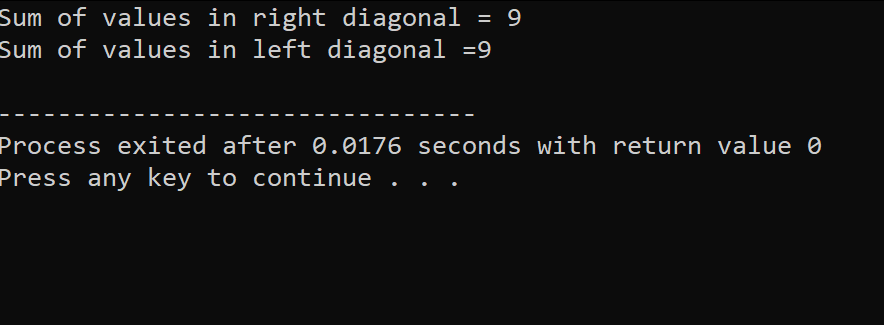 Sum of values in right diagonal = 9
Sum of values in left diagonal =9
--------------------------------
Process exited after 0.0176 seconds with return value 0
Press any key to continue . . .